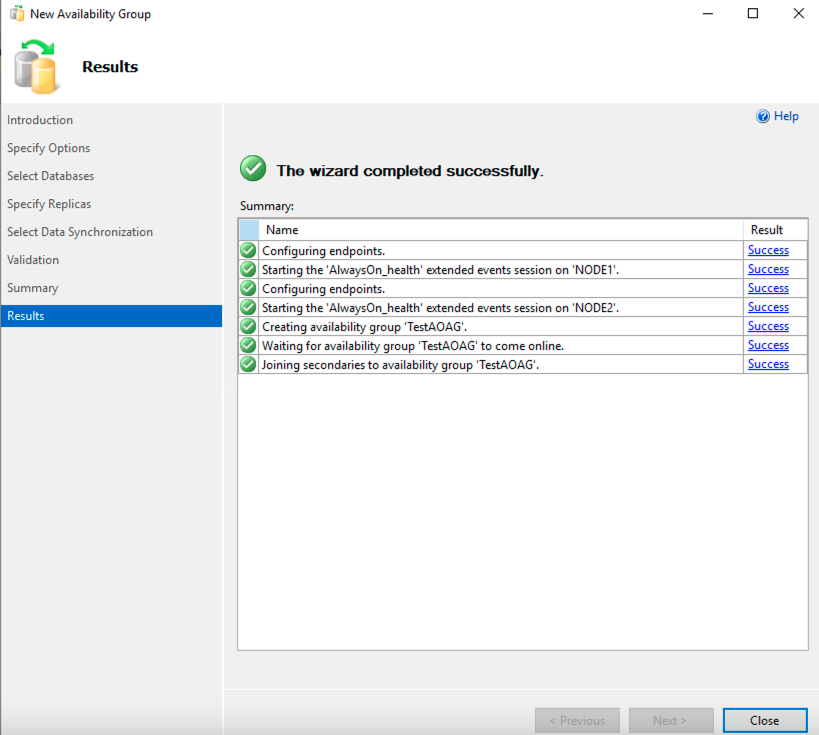 New Availability Group
Results
Introduction
Specify Options
Select Databases
Specify Replicas
Select Data Synchronization
Validation
Summary
Results
Help
The wizard completed successfully.
Summary:
Name Result
Configuring endpoints. Success
Starting the 'AlwaysOn_health' extended events session on 'NODE1'. Success
Configuring endpoints. Success
Starting the 'AlwaysOn_health' extended events session on 'NODE2'. Success
Creating availability group 'TestAOAG'. Success
Waiting for availability group 'TestAOAG' to come online. Success
Joining secondaries to availability group 'TestAOAG'. Success
< Previous Next > Close